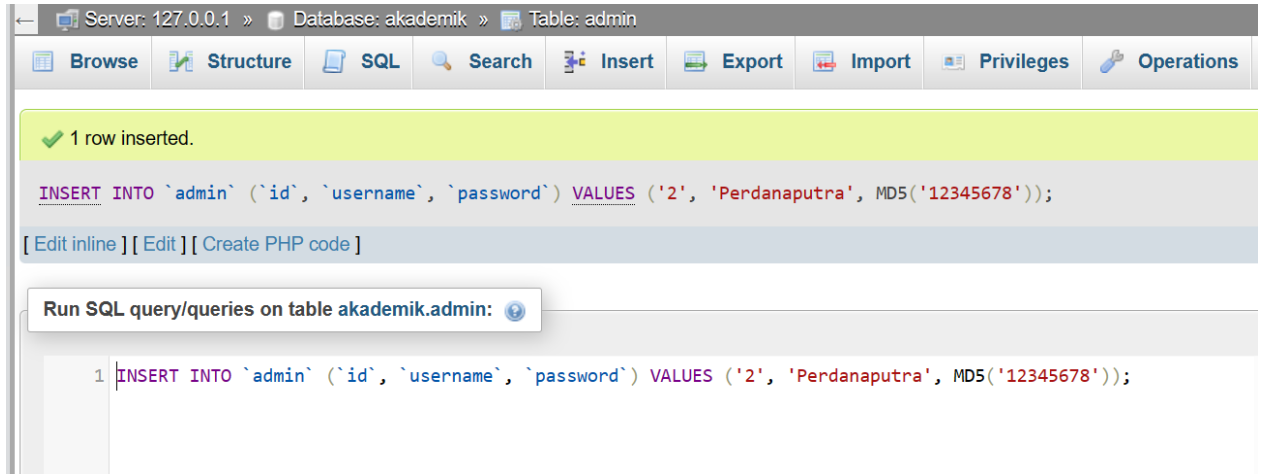 ← Server: 127.0.0.1 » Database: akademik » Table: admin
Browse Structure SQL Search Insert Export Import Privileges Operations
1 row inserted.
INSERT INTO `admin` (`id`, `username`, `password`) VALUES ('2', 'Perdanaputra', MD5('12345678'));
[ Edit inline ] [ Edit ] [ Create PHP code ]
Run SQL query/queries on table akademik.admin:
1 INSERT INTO `admin` (`id`, `username`, `password`) VALUES ('2', 'Perdanaputra', MD5('12345678'));